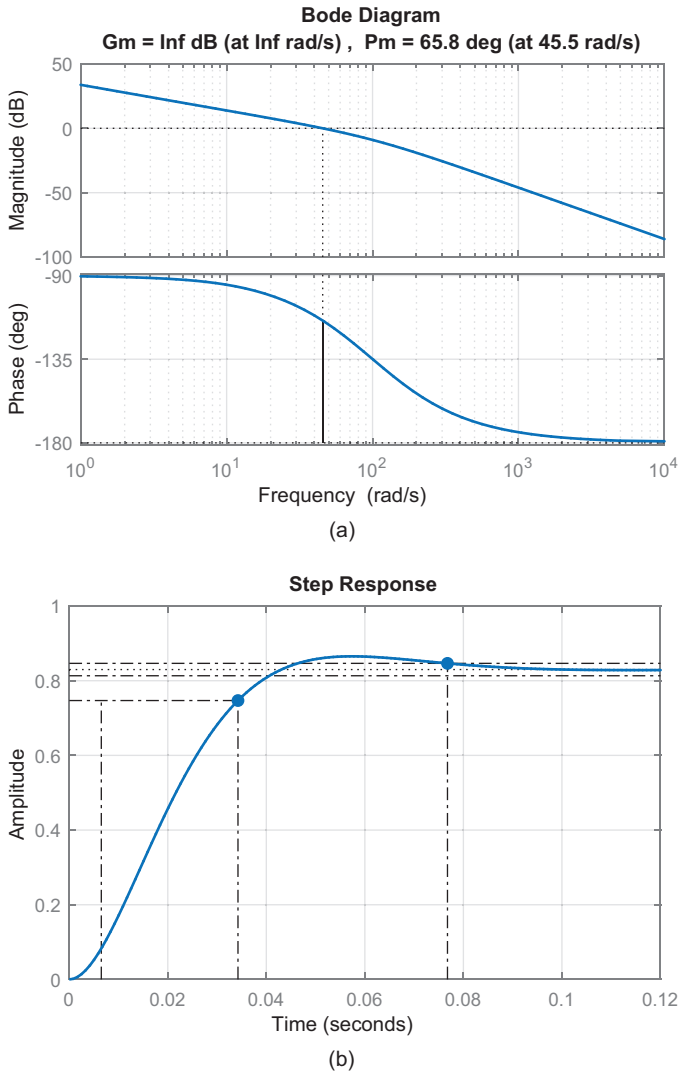 Bode Diagram
Gm = Inf dB (at Inf rad/s) ,  Pm = 65.8 deg (at 45.5 rad/s)
Magnitude (dB)
50
0
-50
-100
Phase (deg)
-90
-135
-180
10^0
10^1
10^2
10^3
10^4
Frequency  (rad/s)
(a)
Step Response
Amplitude
1
0.8
0.6
0.4
0.2
0
0
0.02
0.04
0.06
0.08
0.1
0.12
Time (seconds)
(b)